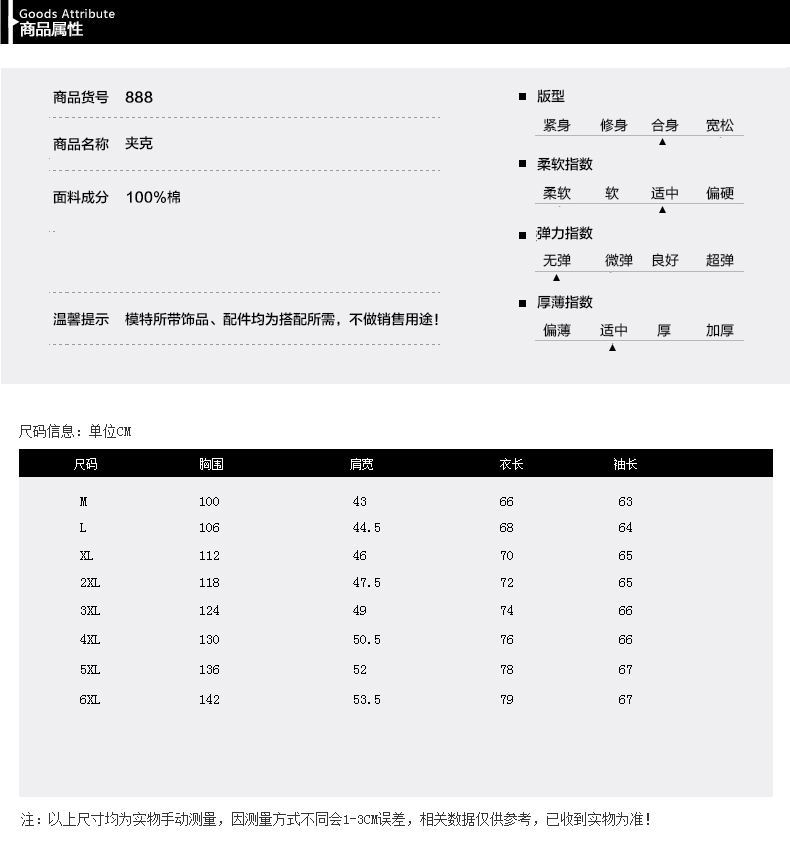 Goods Attribute
商品属性
商品货号 888
商品名称 夹克
面料成分 100%棉
温馨提示 模特所带饰品、配件均为搭配所需，不做销售用途！
版型
紧身 修身 合身 宽松
柔软指数
柔软 软 适中 偏硬
弹力指数
无弹 微弹 良好 超弹
厚薄指数
偏薄 适中 厚 加厚
尺码信息：单位CM
尺码 胸围 肩宽 衣长 袖长
M 100 43 66 63
L 106 44.5 68 64
XL 112 46 70 65
2XL 118 47.5 72 65
3XL 124 49 74 66
4XL 130 50.5 76 66
5XL 136 52 78 67
6XL 142 53.5 79 67
注：以上尺寸均为实物手动测量，因测量方式不同会1-3CM误差，相关数据仅供参考，已收到实物为准！